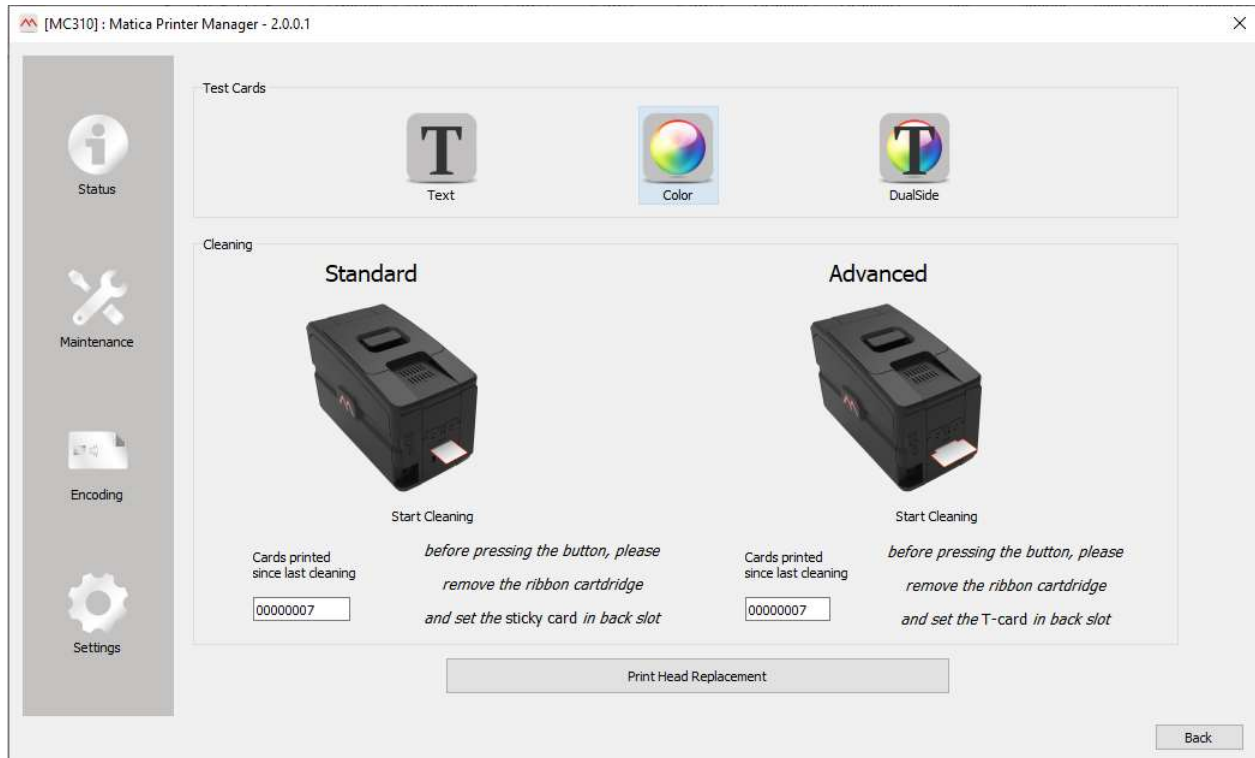 [MC310] : Matica Printer Manager - 2.0.0.1
Test Cards
T
Text
Color
T
DualSide
Status
Maintenance
Encoding
Settings
Cleaning
Standard
Start Cleaning
Cards printed
since last cleaning
00000007
before pressing the button, please
remove the ribbon cartdridge
and set the sticky card in back slot
Advanced
Start Cleaning
Cards printed
since last cleaning
00000007
before pressing the button, please
remove the ribbon cartdridge
and set the T-card in back slot
Print Head Replacement
Back